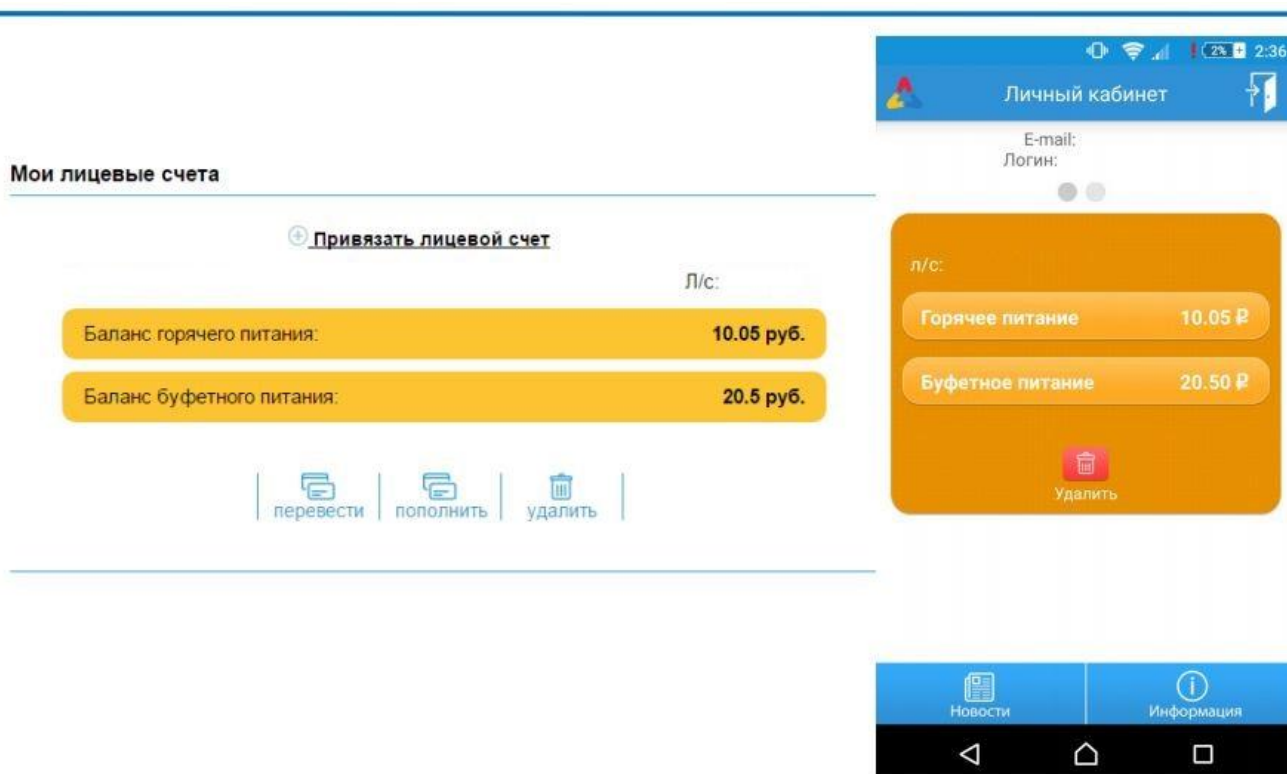 Мои лицевые счета
Привязать лицевой счет
Л/с:
Баланс горячего питания: 10.05 руб.
Баланс буфетного питания: 20.5 руб.
перевести пополнить удалить
2% 2:36
Личный кабинет
E-mail:
Логин:
л/с:
Горячее питание 10.05 ₽
Буфетное питание 20.50 ₽
Удалить
Новости Информация